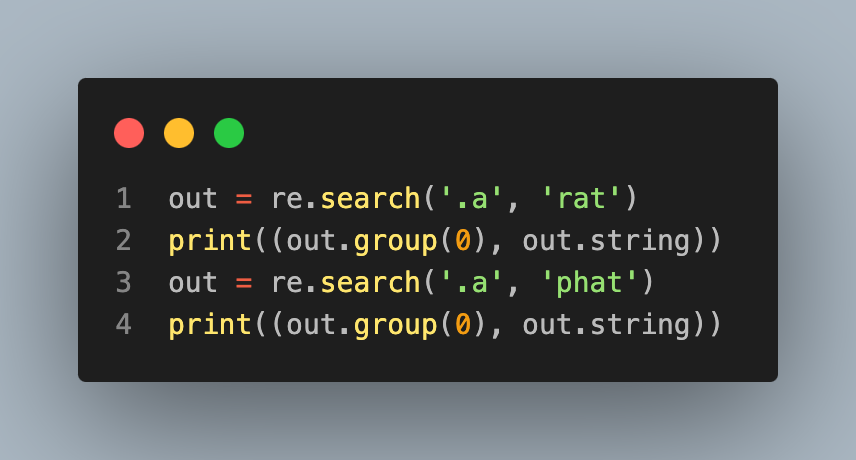 1 out = re.search('.a', 'rat')
2 print((out.group(0), out.string))
3 out = re.search('.a', 'phat')
4 print((out.group(0), out.string))